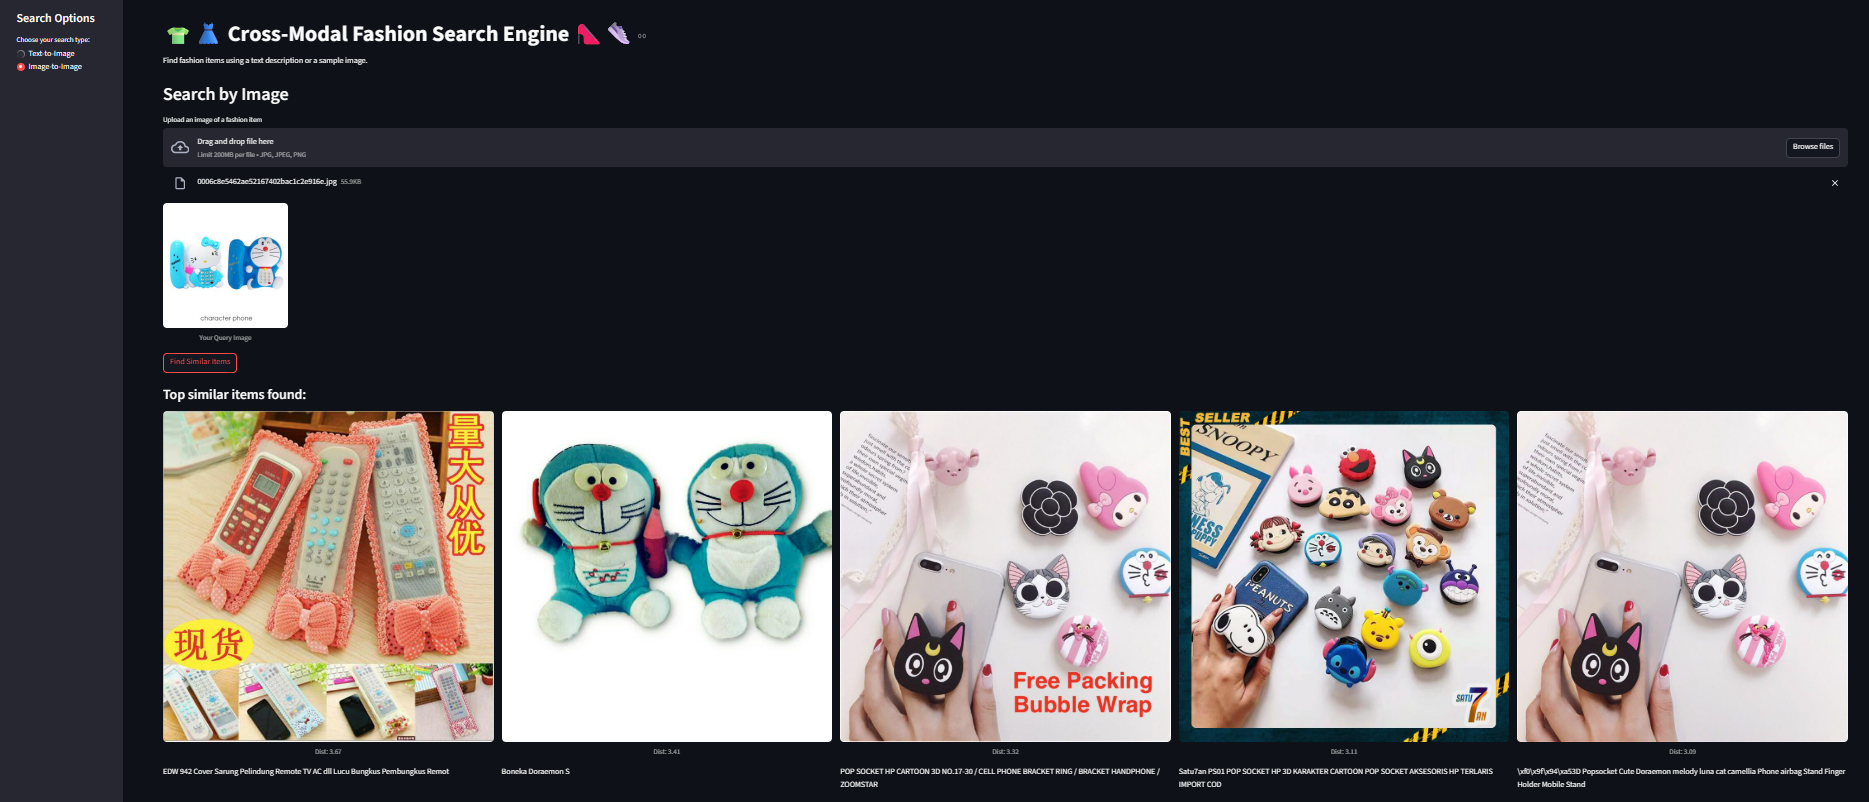 Search Options
Choose your search type:
Text-to-Image
Image-to-Image
Cross-Modal Fashion Search Engine
Find fashion items using a text description or a sample image.
Search by Image
Upload an image of a fashion item
Drag and drop file here
Limit 200MB per file • JPG, JPEG, PNG
Browse files
0006c8e5462ae52167402bac1c2e916e.jpg 55.9KB
character phone
Your Query Image
Find Similar Items
Top similar items found:
量大从优
现货
Free Packing
Bubble Wrap
BEST
SELLER
SNOOPY
PEANUTS
SATU
7
AN
Dist: 3.67
Dist: 3.41
Dist: 3.32
Dist: 3.11
Dist: 3.09
EDW 942 Cover Sarung Pelindung Remote TV AC dll Lucu Bungkus Pembungkus Remot
Boneka Doraemon S
POP SOCKET HP CARTOON 3D NO.17-30 / CELL PHONE BRACKET RING / BRACKET HANDPHONE /
ZOOMSTAR
Satu7an PS01 POP SOCKET HP 3D KARAKTER CARTOON POP SOCKET AKSESORIS HP TERLARIS
IMPORT COD
\xf0\x9f\x94\xa53D Popsocket Cute Doraemon melody luna cat camellia Phone airbag Stand Finger
Holder Mobile Stand